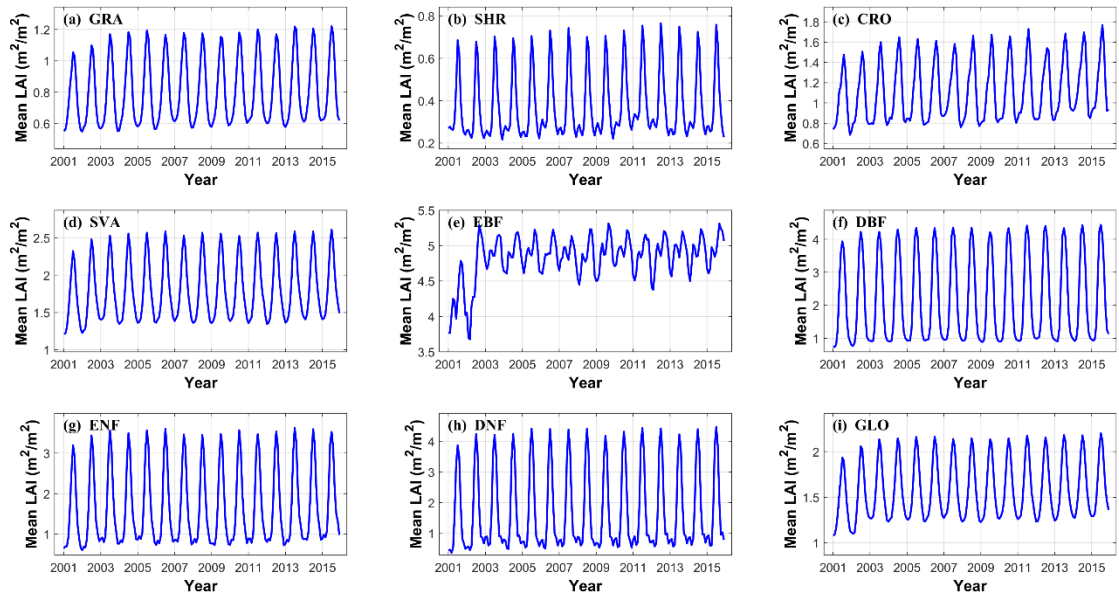 (a) GRA
Mean LAI (m²/m²)
1.2
1
0.8
0.6
2001 2003 2005 2007 2009 2011 2013 2015
Year
(b) SHR
Mean LAI (m²/m²)
0.8
0.6
0.4
0.2
2001 2003 2005 2007 2009 2011 2013 2015
Year
(c) CRO
Mean LAI (m²/m²)
1.8
1.6
1.4
1.2
1
0.8
0.6
2001 2003 2005 2007 2009 2011 2013 2015
Year
(d) SVA
Mean LAI (m²/m²)
2.5
2
1.5
1
2001 2003 2005 2007 2009 2011 2013 2015
Year
(e) EBF
Mean LAI (m²/m²)
5.5
5
4.5
4
3.5
2001 2003 2005 2007 2009 2011 2013 2015
Year
(f) DBF
Mean LAI (m²/m²)
4
3
2
1
2001 2003 2005 2007 2009 2011 2013 2015
Year
(g) ENF
Mean LAI (m²/m²)
3
2
1
2001 2003 2005 2007 2009 2011 2013 2015
Year
(h) DNF
Mean LAI (m²/m²)
4
3
2
1
2001 2003 2005 2007 2009 2011 2013 2015
Year
(i) GLO
Mean LAI (m²/m²)
2
1.5
1
2001 2003 2005 2007 2009 2011 2013 2015
Year